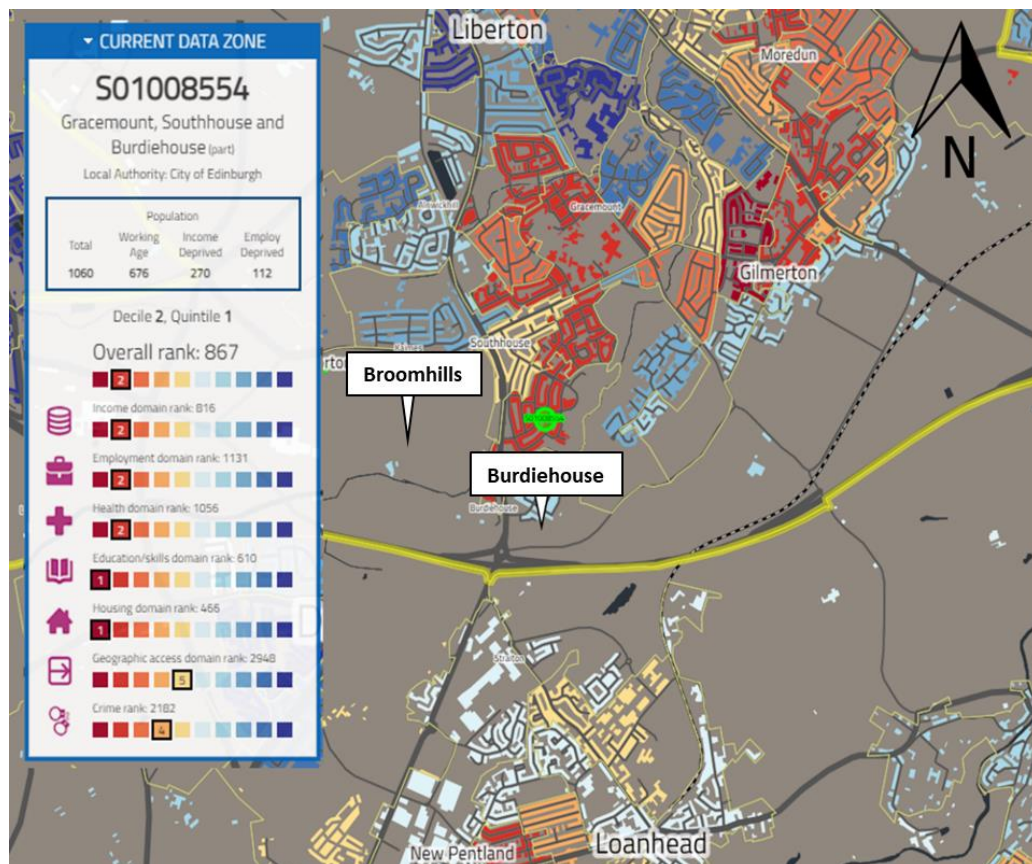 CURRENT DATA ZONE
S01008554
Gracemount, Southhouse and
Burdiehouse (part)
Local Authority: City of Edinburgh
Population
Total
Working
Age
Income
Deprived
Employ
Deprived
1060
676
270
112
Decile 2, Quintile 1
Overall rank: 867
2
Income domain rank: 816
2
Employment domain rank: 1131
2
Health domain rank: 1056
2
Education/skills domain rank: 610
1
Housing domain rank: 466
1
Geographic access domain rank: 2948
5
Crime rank: 2182
4
Liberton
Moredun
N
Alnwickhill
Gracemount
Gilmerton
Southhouse
Kaimes
Broomhills
S01008554
Burdiehouse
Burdiehouse
Straiton
Loanhead
New Pentland